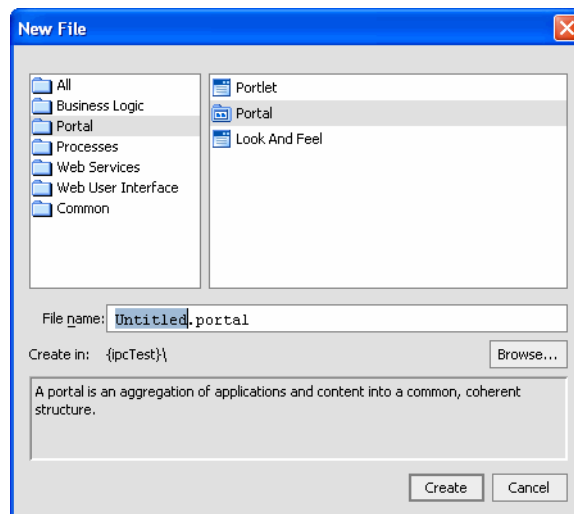 New File
All
Business Logic
Portal
Processes
Web Services
Web User Interface
Common
Portlet
Portal
Look And Feel
File name: Untitled.portal
Create in: {ipcTest}\
Browse...
A portal is an aggregation of applications and content into a common, coherent
structure.
Create
Cancel